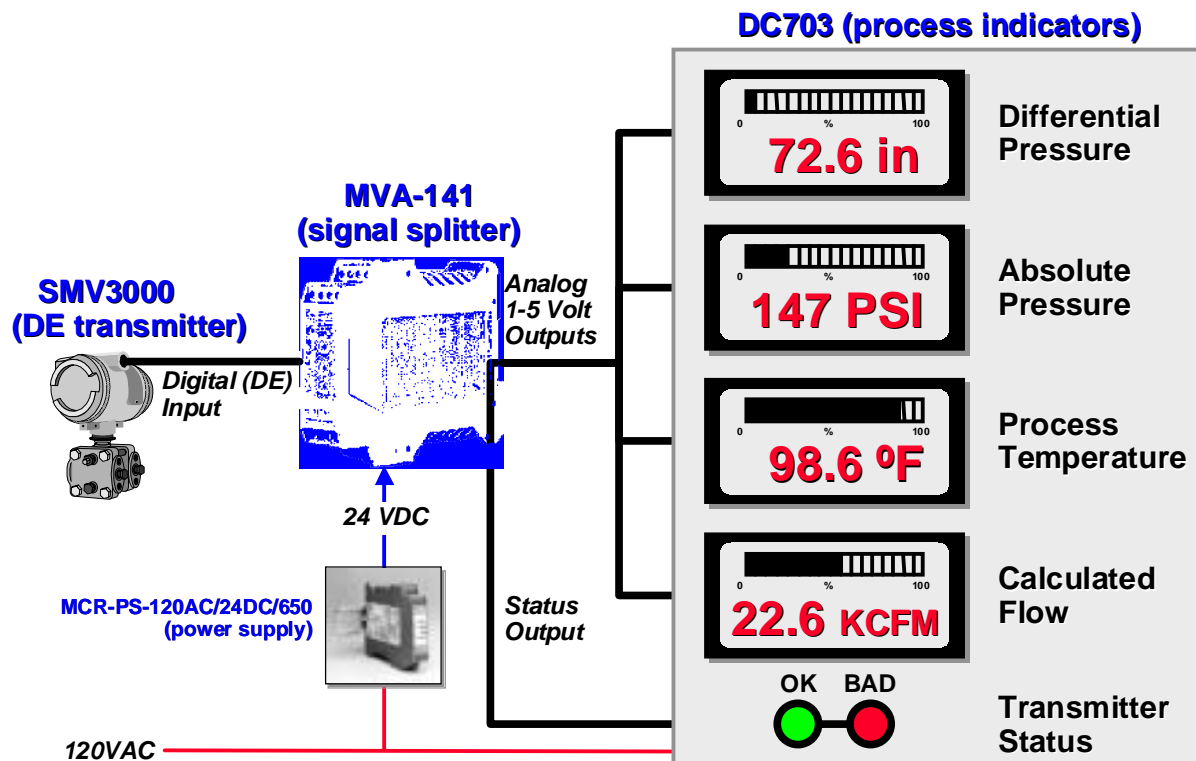 DC703 (process indicators)
0 % 100
72.6 in
Differential
Pressure
MVA-141
(signal splitter)
0 % 100
147 PSI
Absolute
Pressure
SMV3000
(DE transmitter)
Analog
1-5 Volt
Outputs
Digital (DE)
Input
0 % 100
98.6 ºF
Process
Temperature
24 VDC
0 % 100
22.6 KCFM
Calculated
Flow
MCR-PS-120AC/24DC/650
(power supply)
Status
Output
OK BAD
Transmitter
Status
120VAC